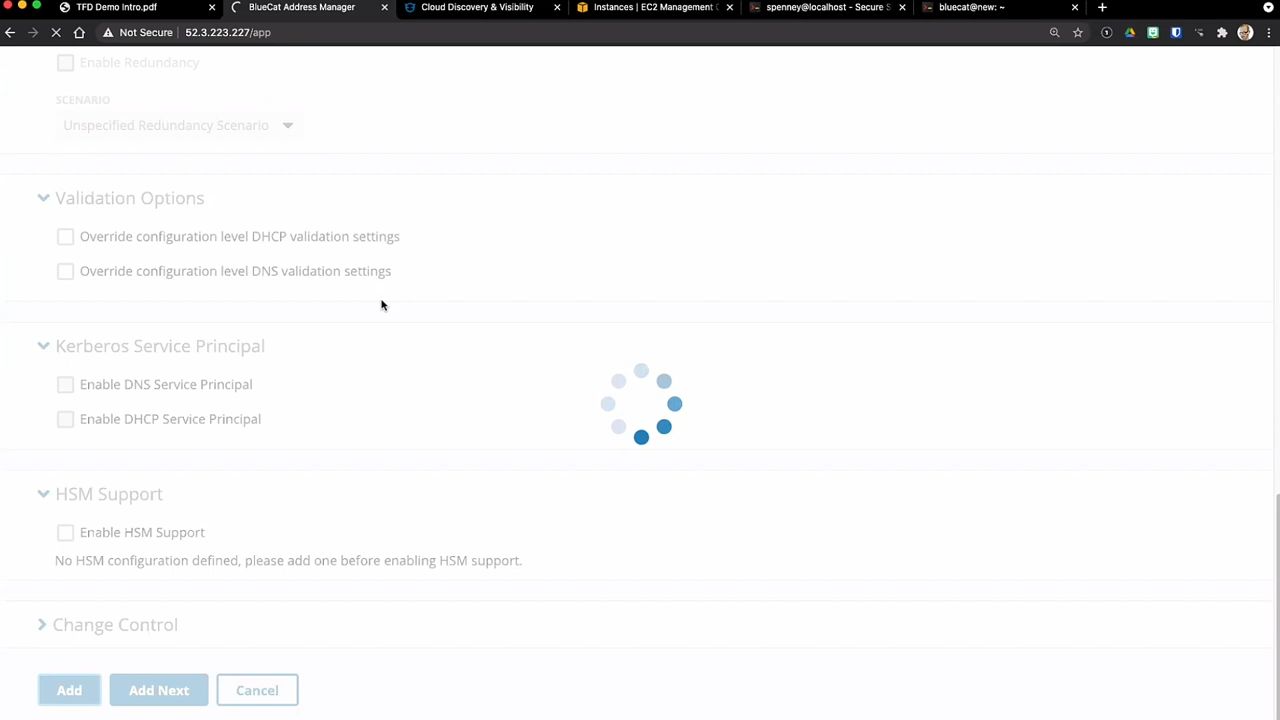 TFD Demo Intro.pdf
BlueCat Address Manager
Cloud Discovery & Visibility
Instances | EC2 Management
spenney@localhost - Secure S
bluecat@new: ~
Not Secure | 52.3.223.227/app
Enable Redundancy
SCENARIO
Unspecified Redundancy Scenario
Validation Options
Override configuration level DHCP validation settings
Override configuration level DNS validation settings
Kerberos Service Principal
Enable DNS Service Principal
Enable DHCP Service Principal
HSM Support
Enable HSM Support
No HSM configuration defined, please add one before enabling HSM support.
Change Control
Add
Add Next
Cancel